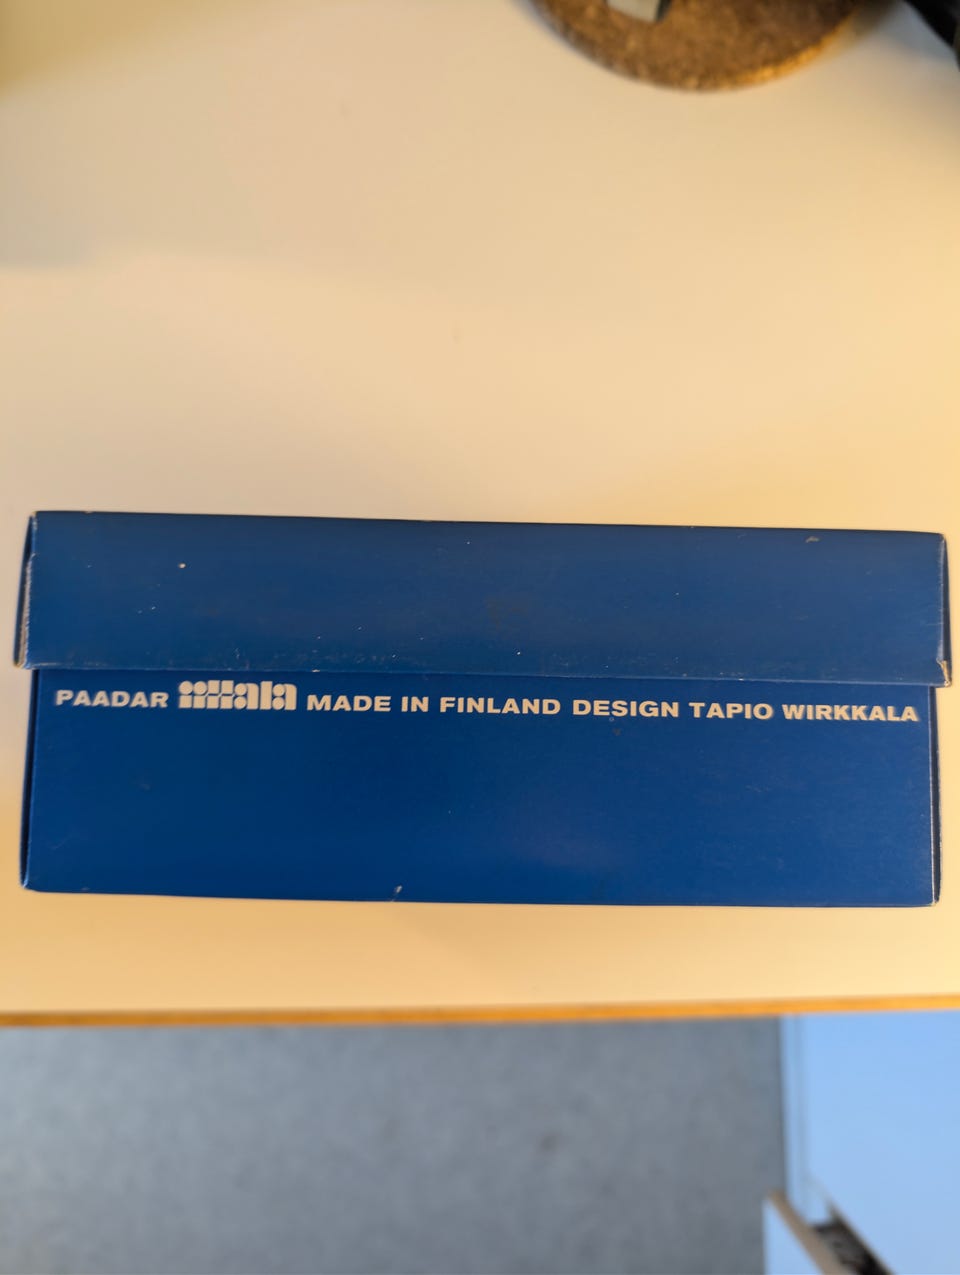 PAADAR iittala MADE IN FINLAND DESIGN TAPIO WIRKKALA